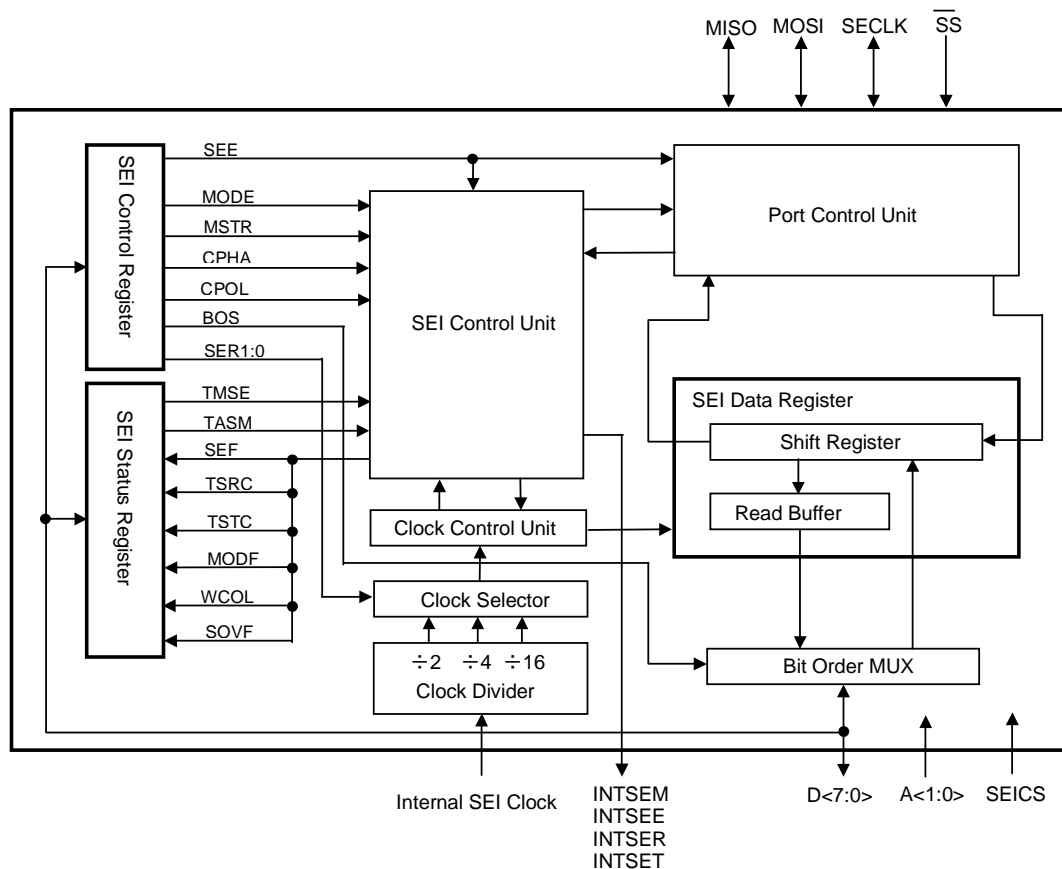 MISO MOSI SECLK SS
SEI Control Register
SEE
MODE
MSTR
CPHA
CPOL
BOS
SER1:0
SEI Control Unit
Port Control Unit
SEI Status Register
TMSE
TASM
SEF
TSRC
TSTC
MODF
WCOL
SOVF
SEI Data Register
Shift Register
Read Buffer
Clock Control Unit
Clock Selector
÷2 ÷4 ÷16
Clock Divider
Bit Order MUX
Internal SEI Clock
INTSEM
INTSEE
INTSER
INTSET
D<7:0> A<1:0> SEICS